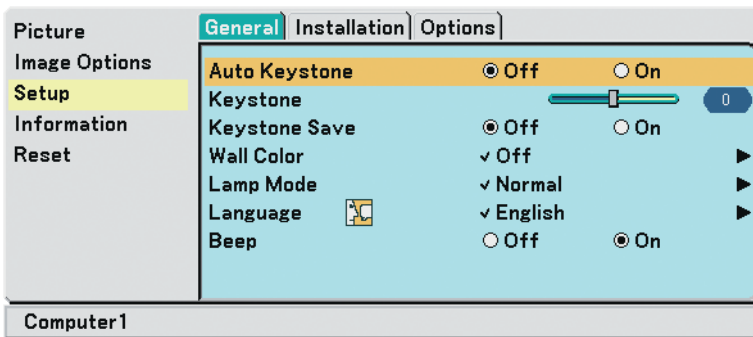 Picture
Image Options
Setup
Information
Reset
General Installation Options
Auto Keystone Off On
Keystone 0
Keystone Save Off On
Wall Color Off
Lamp Mode Normal
Language English
Beep Off On
Computer1